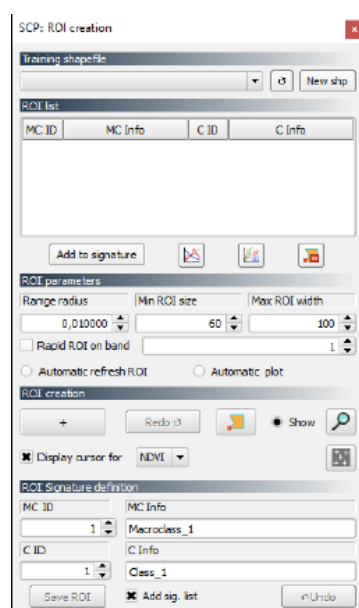 SCP: ROI creation
Training shapefile
New shp
ROI list
MC ID MC Info C ID C Info
Add to signature
ROI parameters
Range radius Min ROI size Max ROI width
0,010000 60 100
Rapid ROI on band 1
Automatic refresh ROI Automatic plot
ROI creation
+ Redo ↺ Show
Display cursor for NDVI
ROI Signature definition
MC ID MC Info
1 Macroclass_1
C ID C Info
1 Class_1
Save ROI Add sig. list Undo